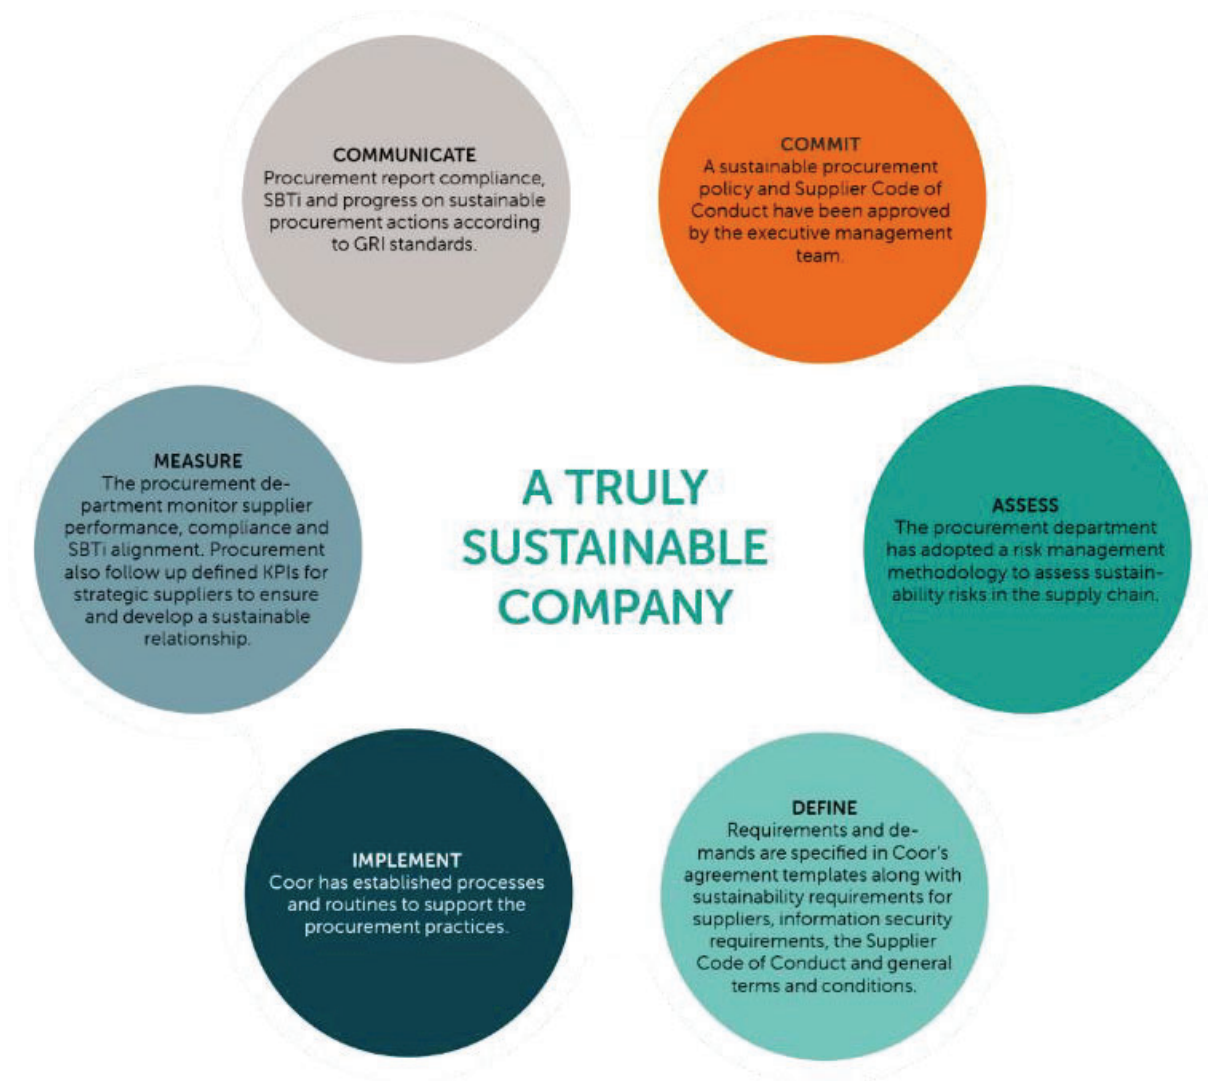 COMMUNICATE
Procurement report compliance,
SBTi and progress on sustainable
procurement actions according
to GRI standards.
COMMIT
A sustainable procurement
policy and Supplier Code of
Conduct have been approved
by the executive management
team.
MEASURE
The procurement de-
partment monitor supplier
performance, compliance and
SBTi alignment. Procurement
also follow up defined KPIs for
strategic suppliers to ensure
and develop a sustainable
relationship.
A TRULY
SUSTAINABLE
COMPANY
ASSESS
The procurement department
has adopted a risk management
methodology to assess sustain-
ability risks in the supply chain.
IMPLEMENT
Coor has established processes
and routines to support the
procurement practices.
DEFINE
Requirements and de-
mands are specified in Coor's
agreement templates along with
sustainability requirements for
suppliers, information security
requirements, the Supplier
Code of Conduct and general
terms and conditions.